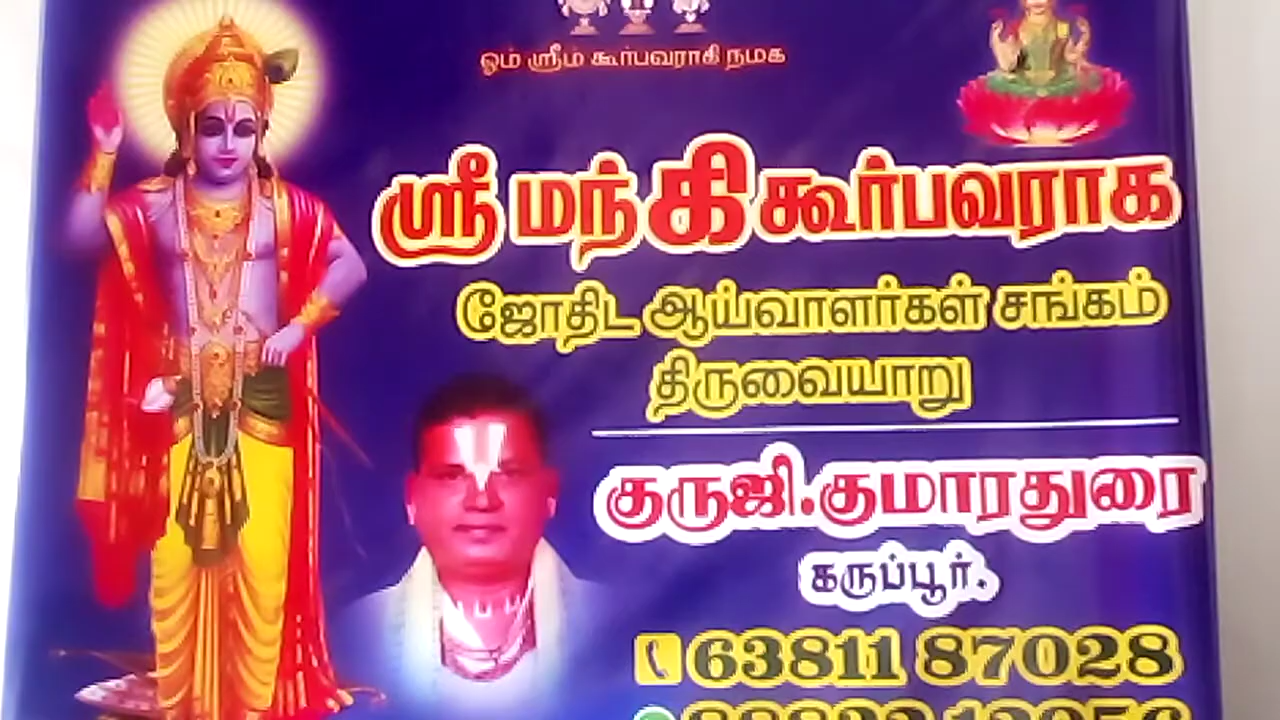 ஓம் ஸ்ரீம் கூர்பவராகி நமக
ஸ்ரீ மந் கி கூர்பவராக
ஜோதிட ஆய்வாளர்கள் சங்கம்
திருவையாறு
குருஜி.குமாரதுரை
கருப்பூர்.
63811 87028